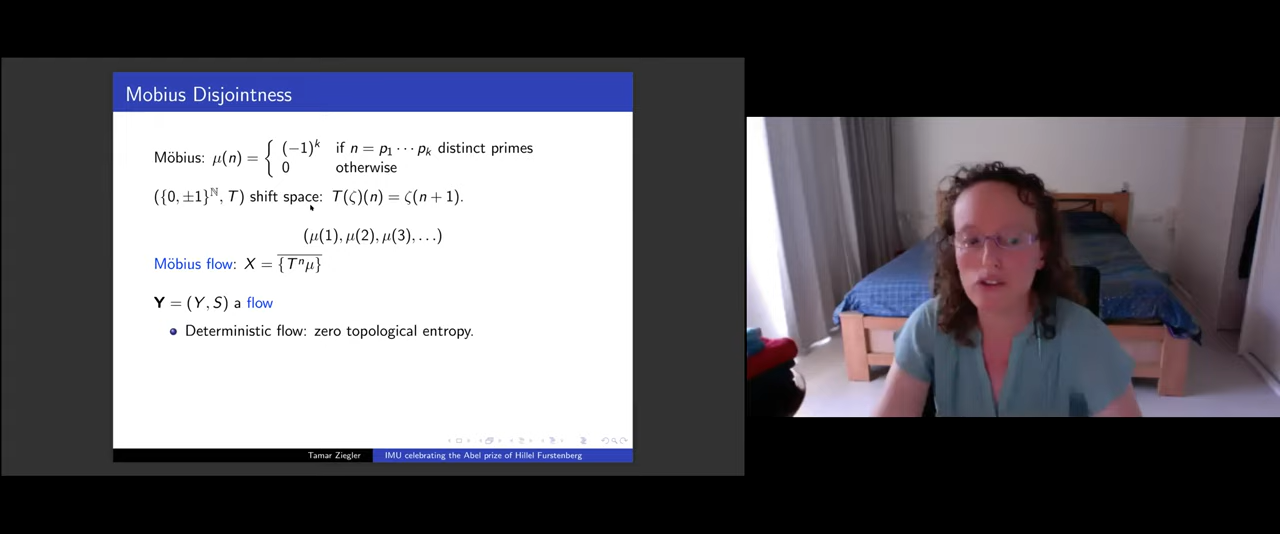 Mobius Disjointness
Möbius: μ(n) = { (−1)^k if n = p₁ ⋯ p_k distinct primes
0 otherwise
({0, ±1}^ℕ, T) shift space: T(ζ)(n) = ζ(n + 1).
(μ(1), μ(2), μ(3), . . .)
Möbius flow: X = \overline{{T^n μ}}
Y = (Y, S) a flow
Deterministic flow: zero topological entropy.
Tamar Ziegler IMU celebrating the Abel prize of Hillel Furstenberg